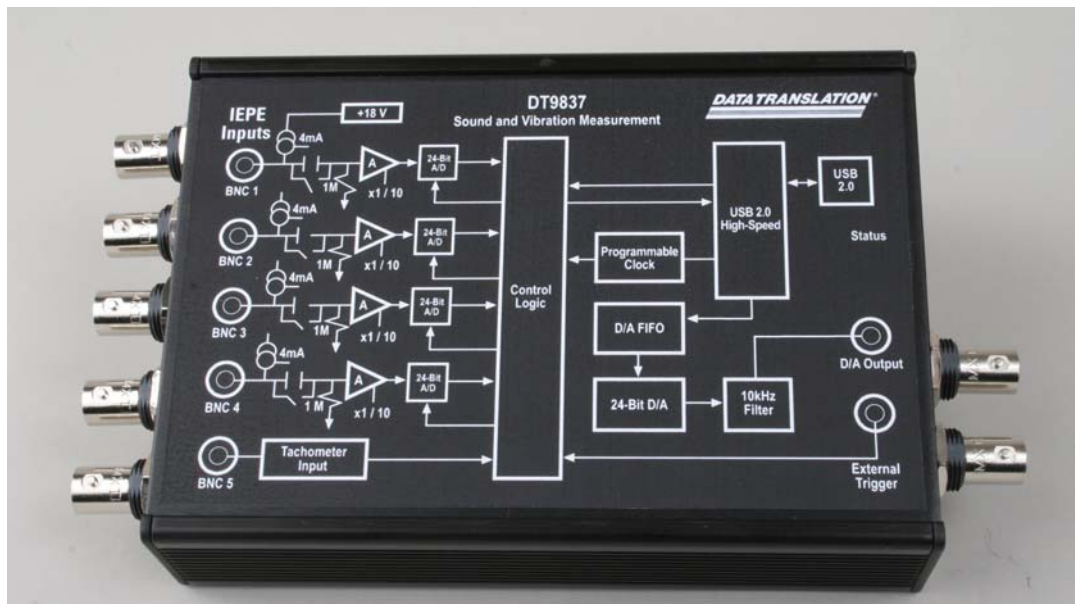 DT9837
Sound and Vibration Measurement
DATA TRANSLATION®
IEPE
Inputs
+18 V
4mA
BNC 1
1M
A
x1 / 10
24-Bit
A/D
4mA
BNC 2
1M
A
x1 / 10
24-Bit
A/D
4mA
BNC 3
1M
A
x1 / 10
24-Bit
A/D
4mA
BNC 4
1 M
A
x1 / 10
24-Bit
A/D
BNC 5
Tachometer
Input
Control
Logic
Programmable
Clock
D/A FIFO
24-Bit D/A
10kHz
Filter
USB 2.0
High-Speed
USB
2.0
Status
D/A Output
External
Trigger